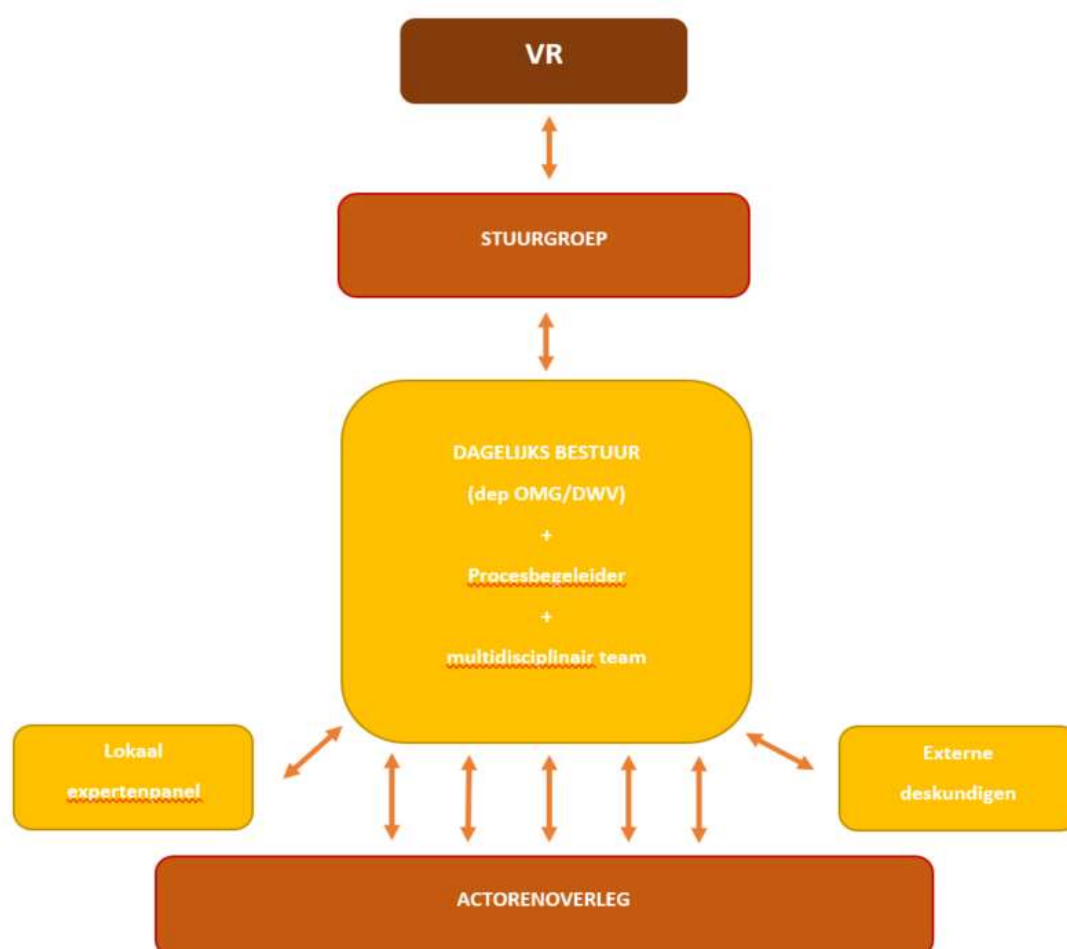 VR
STUURGROEP
DAGELIJKS BESTUUR
(dep OMG/DWV)
+
Procesbegeleider
+
multidisciplinair team
Lokaal
expertenpanel
Externe
deskundigen
ACTORENOVERLEG